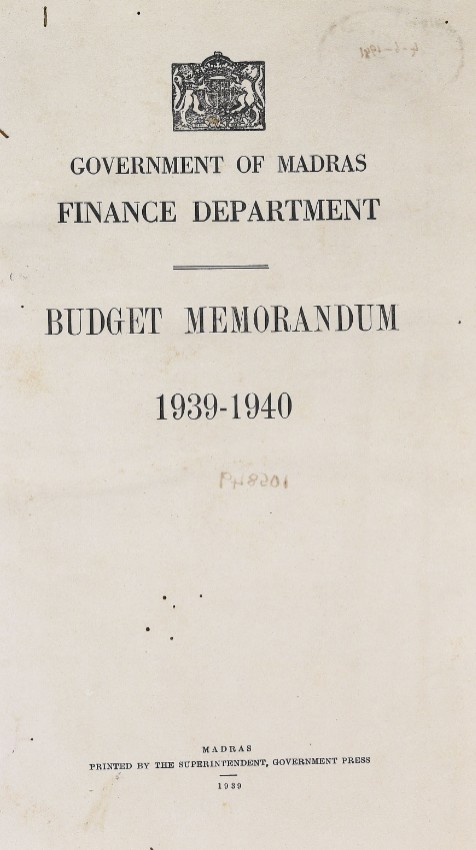 GOVERNMENT OF MADRAS
FINANCE DEPARTMENT
BUDGET MEMORANDUM
1939-1940
MADRAS
PRINTED BY THE SUPERINTENDENT, GOVERNMENT PRESS
1939